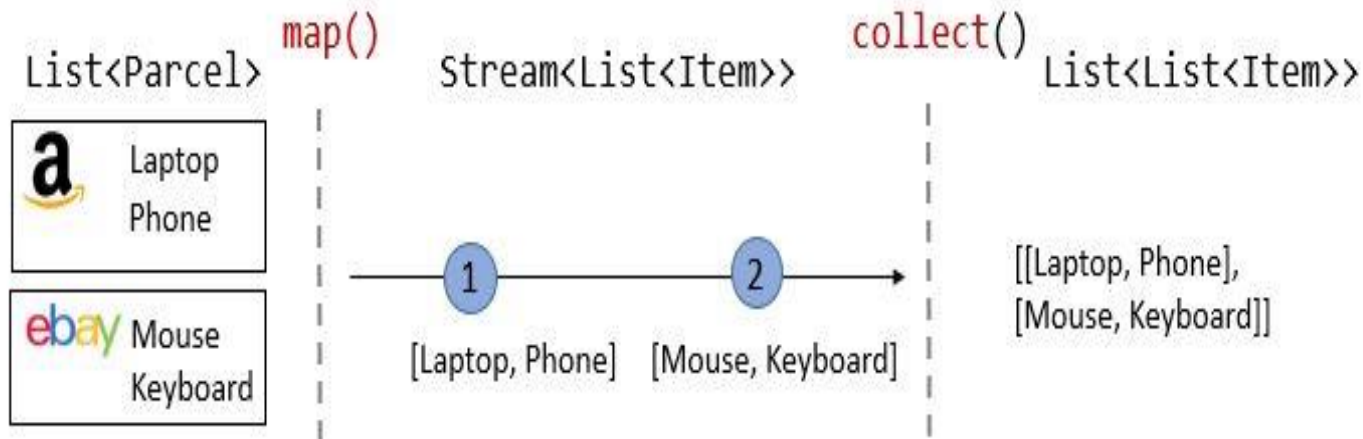 map()
collect()
List<Parcel>
Stream<List<Item>>
List<List<Item>>
a
Laptop
Phone
ebay
Mouse
Keyboard
1
2
[Laptop, Phone]
[Mouse, Keyboard]
[[Laptop, Phone],
[Mouse, Keyboard]]